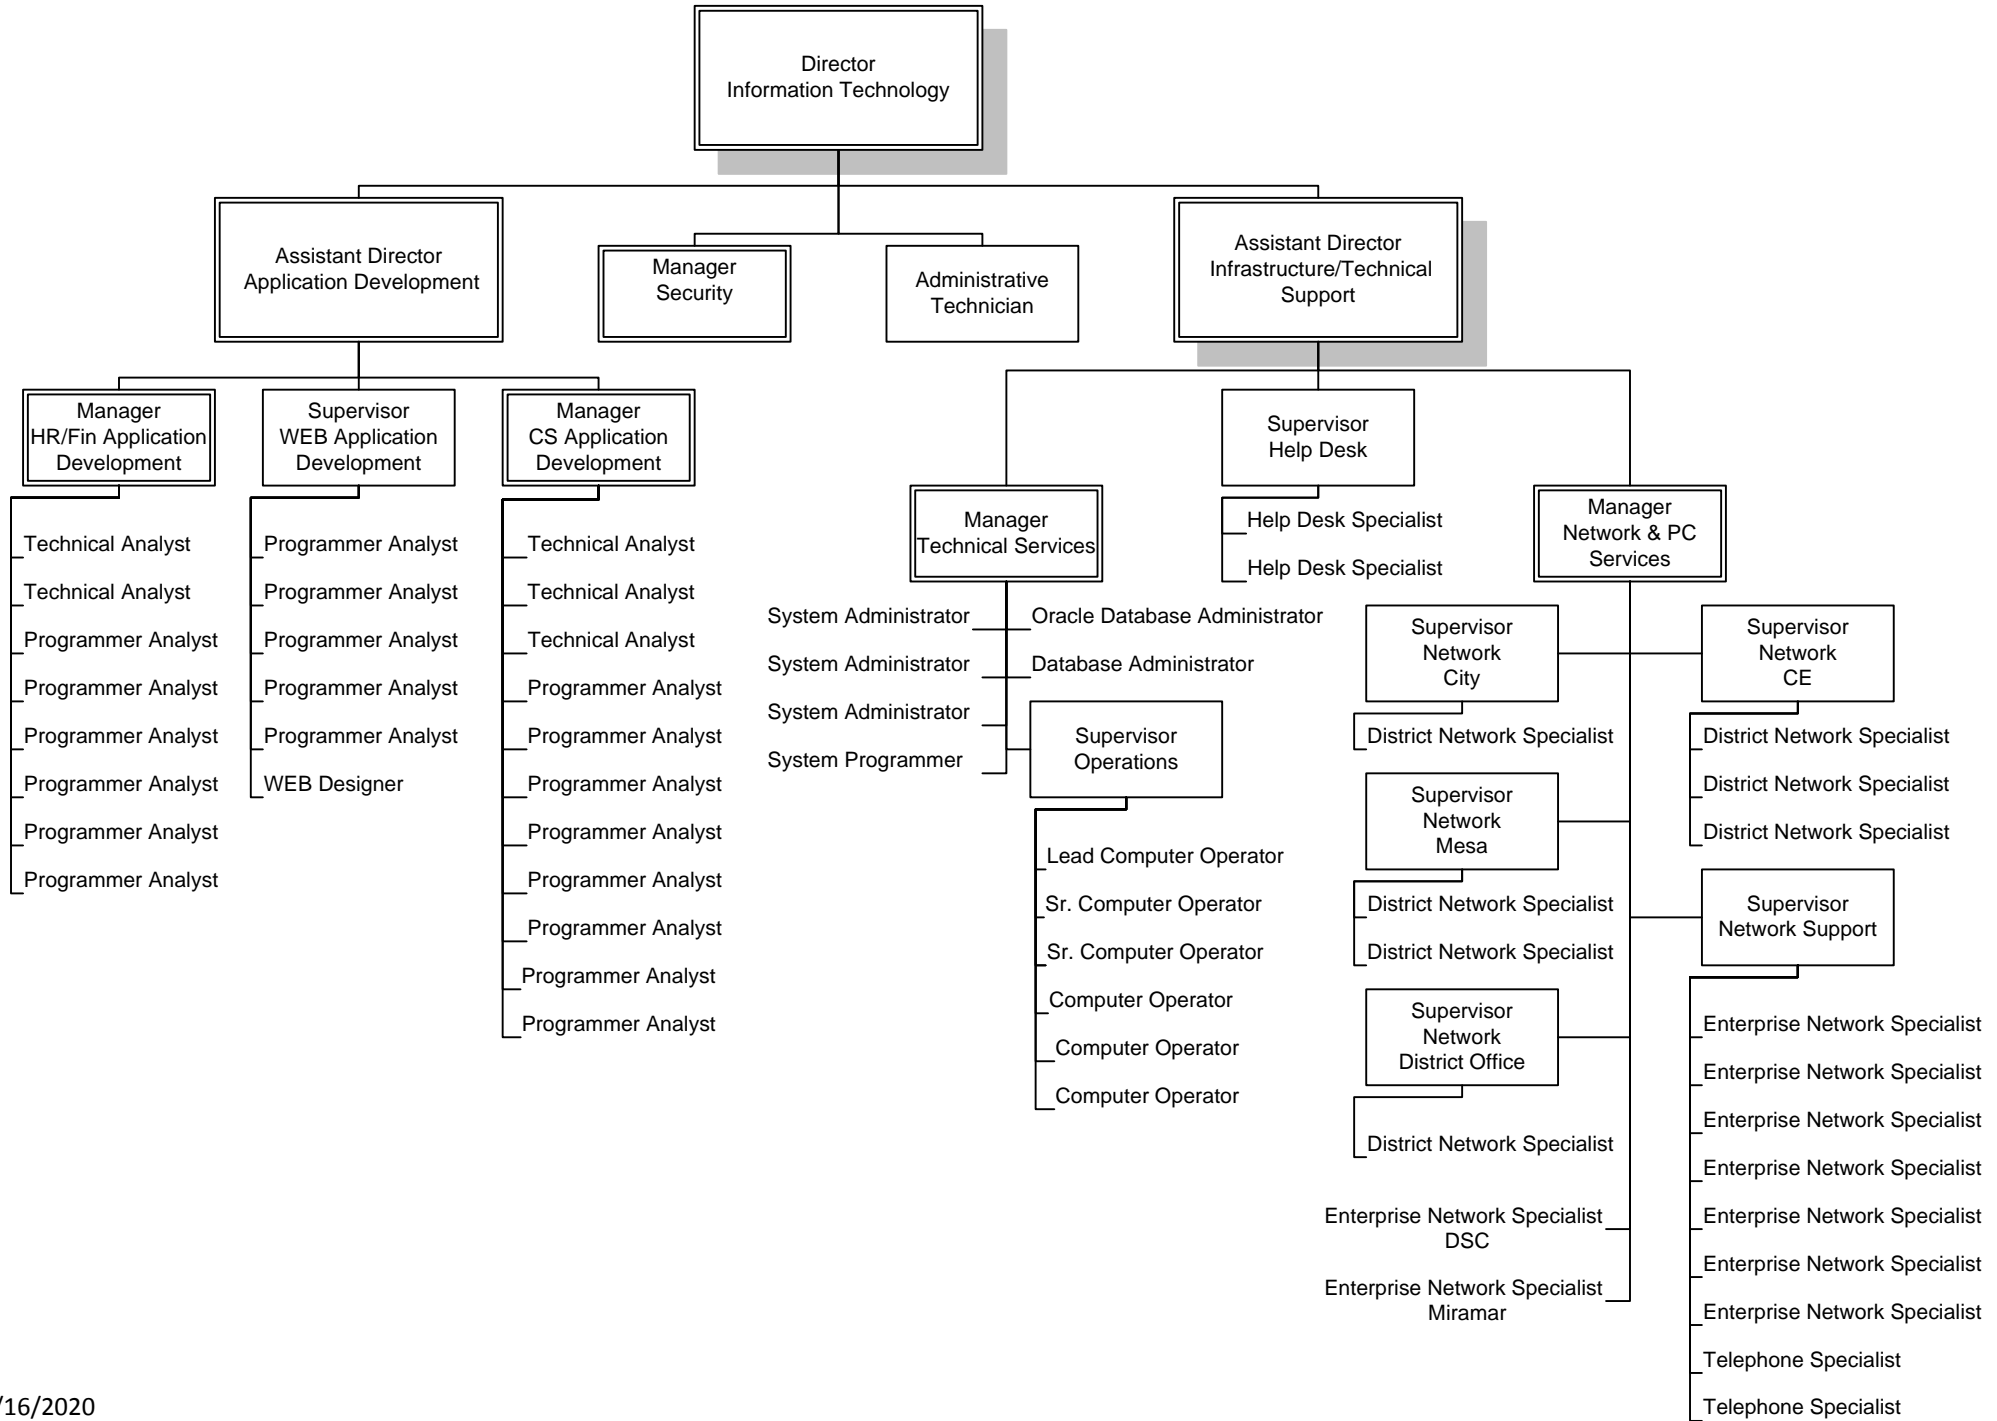 Director
Information Technology
Assistant Director
Application Development
Manager
Security
Administrative
Technician
Assistant Director
Infrastructure/Technical
Support
Manager
HR/Fin Application
Development
Technical Analyst
Technical Analyst
Programmer Analyst
Programmer Analyst
Programmer Analyst
Programmer Analyst
Programmer Analyst
Programmer Analyst
Supervisor
WEB Application
Development
Programmer Analyst
Programmer Analyst
Programmer Analyst
Programmer Analyst
Programmer Analyst
WEB Designer
Manager
CS Application
Development
Technical Analyst
Technical Analyst
Technical Analyst
Programmer Analyst
Programmer Analyst
Programmer Analyst
Programmer Analyst
Programmer Analyst
Programmer Analyst
Programmer Analyst
Programmer Analyst
Manager
Technical Services
System Administrator
System Administrator
System Administrator
System Programmer
Oracle Database Administrator
Database Administrator
Supervisor
Operations
Lead Computer Operator
Sr. Computer Operator
Sr. Computer Operator
Computer Operator
Computer Operator
Computer Operator
Supervisor
Help Desk
Help Desk Specialist
Help Desk Specialist
Manager
Network & PC
Services
Supervisor
Network
City
District Network Specialist
Supervisor
Network
Mesa
District Network Specialist
District Network Specialist
Supervisor
Network
District Office
District Network Specialist
Enterprise Network Specialist
DSC
Enterprise Network Specialist
Miramar
Supervisor
Network
CE
District Network Specialist
District Network Specialist
District Network Specialist
Supervisor
Network Support
Enterprise Network Specialist
Enterprise Network Specialist
Enterprise Network Specialist
Enterprise Network Specialist
Enterprise Network Specialist
Enterprise Network Specialist
Enterprise Network Specialist
Telephone Specialist
Telephone Specialist
/16/2020